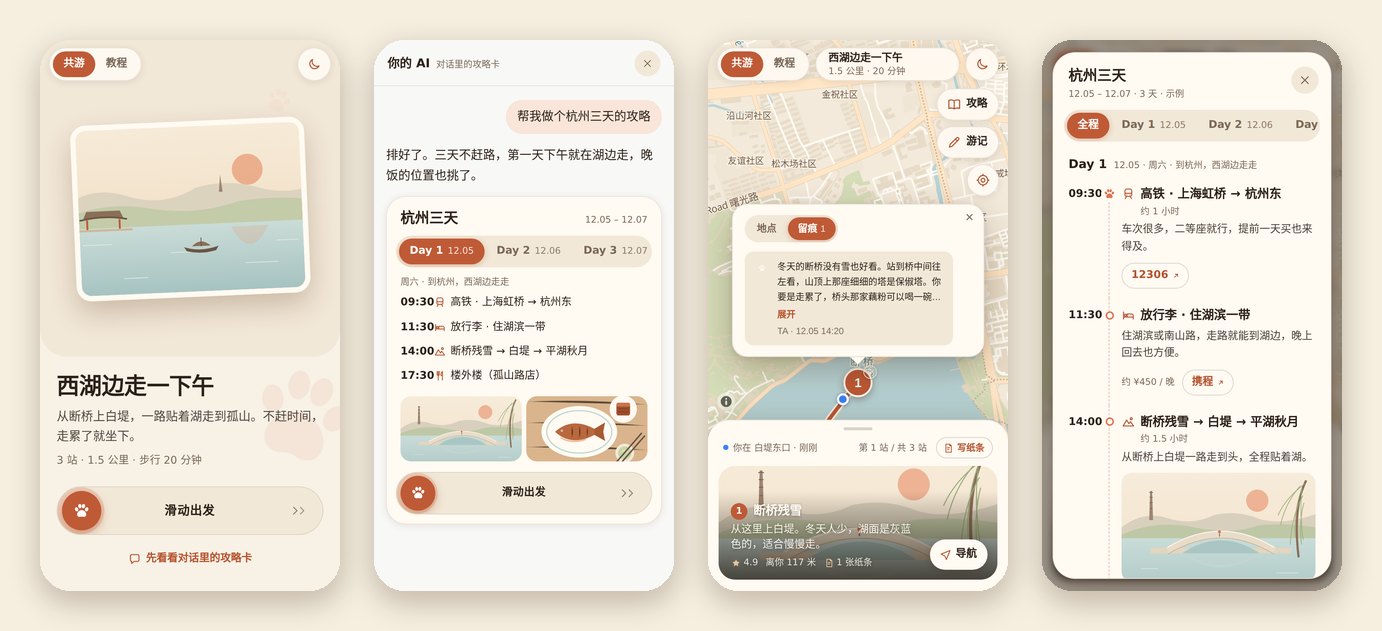 共游 教程
西湖边走一下午
从断桥上白堤，一路贴着湖走到孤山。不赶时间，
走累了就坐下。
3 站 · 1.5 公里 · 步行 20 分钟
滑动出发
先看看对话里的攻略卡
你的 AI 对话里的攻略卡
帮我做个杭州三天的攻略
排好了。三天不赶路，第一天下午就在湖边走，晚
饭的位置也挑了。
杭州三天 12.05 – 12.07
Day 1 12.05 Day 2 12.06 Day 3 12.07
周六 · 到杭州，西湖边走走
09:30 高铁 · 上海虹桥 → 杭州东
11:30 放行李 · 住湖滨一带
14:00 断桥残雪 → 白堤 → 平湖秋月
17:30 楼外楼（孤山路店）
滑动出发
共游 教程
西湖边走一下午
1.5 公里 · 20 分钟
金祝社区
攻略
沿山河社区
游记
友谊社区 松木场社区
Road 曙光路
地点 留痕 1
冬天的断桥没有雪也好看。站到桥中间往
左看，山顶上那座细细的塔是保俶塔。你
要是走累了，桥头那家藕粉可以喝一碗…
展开
TA · 12.05 14:20
断桥
1
你在 白堤东口 · 刚刚 第 1 站 / 共 3 站 写纸条
1 断桥残雪
从这里上白堤。冬天人少，湖面是灰蓝
色的，适合慢慢走。
4.9 离你 117 米 1 张纸条
导航
杭州三天
12.05 – 12.07 · 3 天 · 示例
全程 Day 1 12.05 Day 2 12.06 Day
Day 1 12.05 · 周六 · 到杭州，西湖边走走
09:30 高铁 · 上海虹桥 → 杭州东
约 1 小时
车次很多，二等座就行，提前一天买也来
得及。
12306
11:30 放行李 · 住湖滨一带
住湖滨或南山路，走路就能到湖边，晚上
回去也方便。
约 ¥450 / 晚 携程
14:00 断桥残雪 → 白堤 → 平湖秋月
约 1.5 小时
从断桥上白堤一路走到头，全程贴着湖。